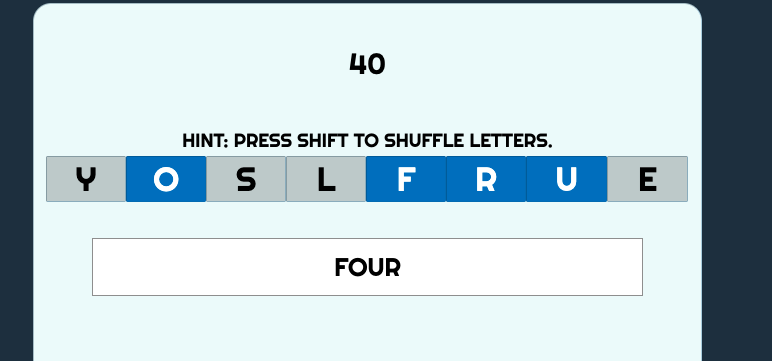 40
HINT: PRESS SHIFT TO SHUFFLE LETTERS.
Y O S L F R U E
FOUR